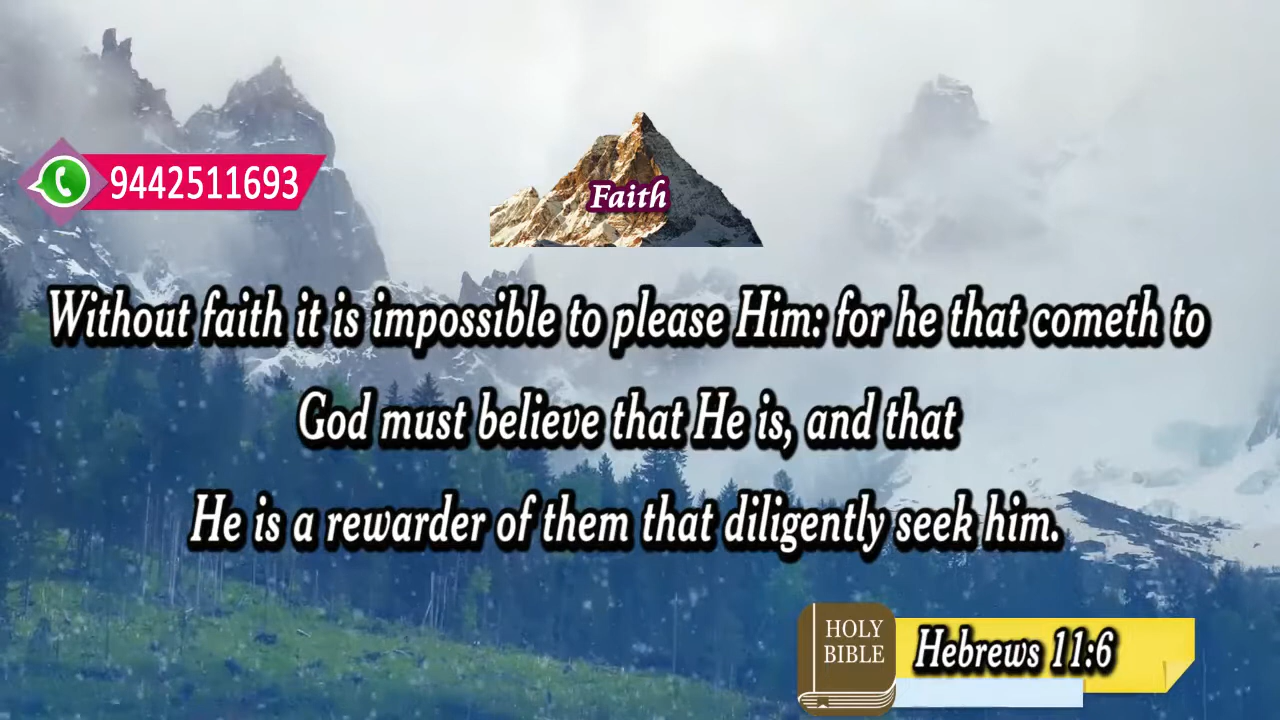 9442511693
Faith
Without faith it is impossible to please Him: for he that cometh to
God must believe that He is, and that
He is a rewarder of them that diligently seek him.
HOLY
BIBLE
Hebrews 11:6